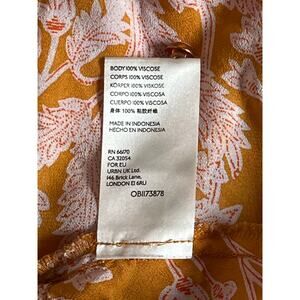 BODY 100% VISCOSE
CORPS 100% VISCOSE
KÖRPER 100% VISKOSE
CORPO 100% VISCOSA
CUERPO 100% VISCOSA
身体 100% 粘胶纤维
MADE IN INDONESIA
HECHO EN INDONESIA
RN 66170
CA 32054
FOR EU
URBN UK Ltd.
146 Brick Lane,
LONDON E1 6RU
OB1173878